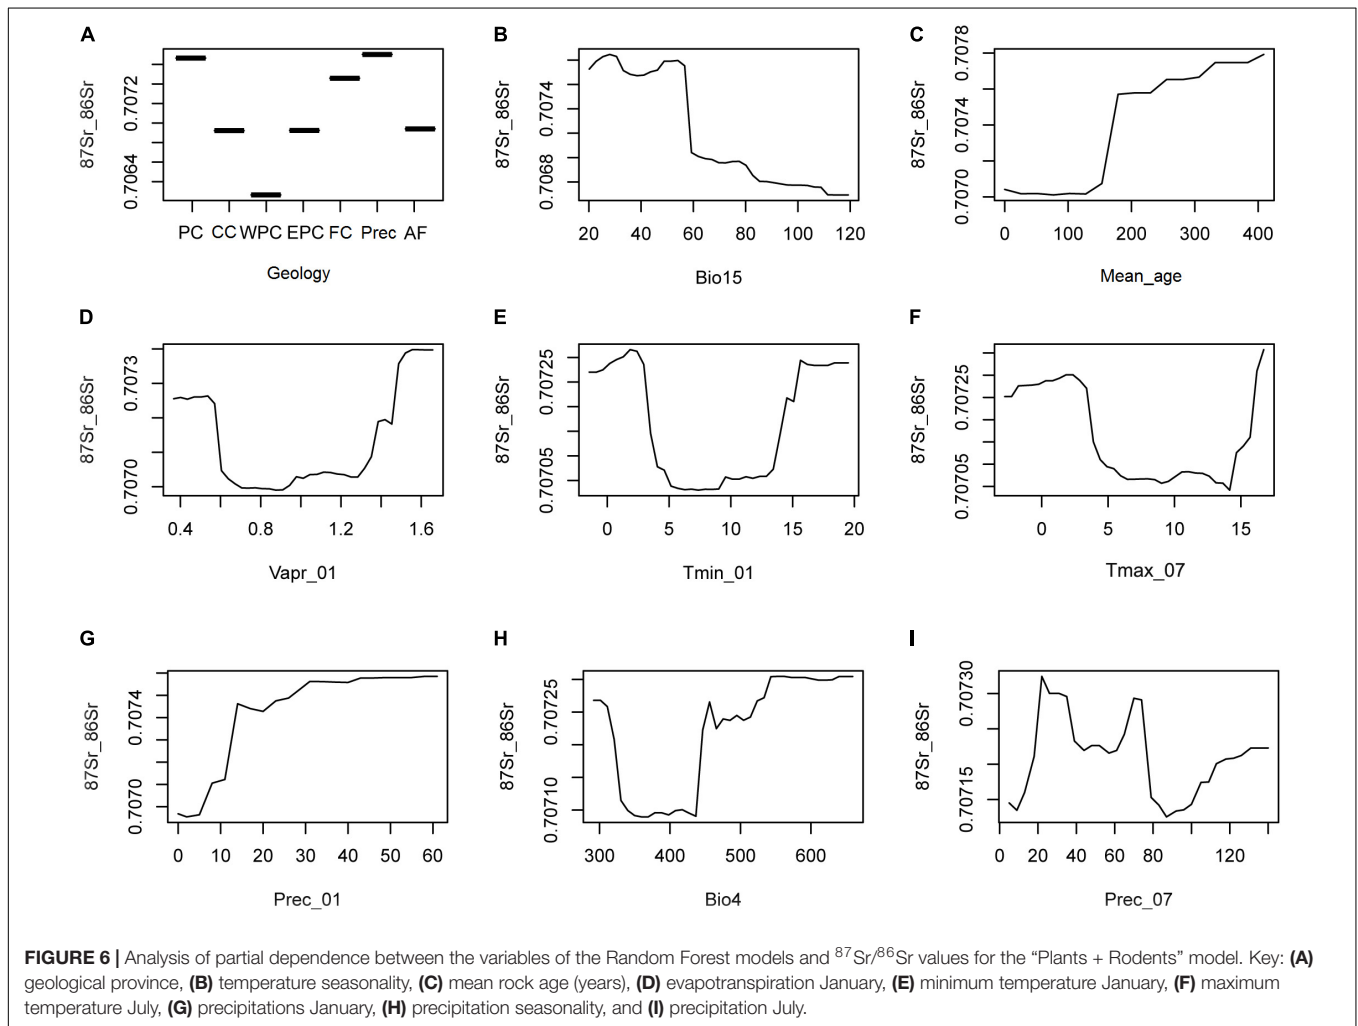 A
87Sr_86Sr
0.7064 0.7072
PC CC WPC EPC FC Prec AF
Geology
B
87Sr_86Sr
0.7068 0.7074
20 40 60 80 100 120
Bio15
C
87Sr_86Sr
0.7070 0.7074 0.7078
0 100 200 300 400
Mean_age
D
87Sr_86Sr
0.7070 0.7073
0.4 0.8 1.2 1.6
Vapr_01
E
87Sr_86Sr
0.70705 0.70725
0 5 10 15 20
Tmin_01
F
87Sr_86Sr
0.70705 0.70725
0 5 10 15
Tmax_07
G
87Sr_86Sr
0.7070 0.7074
0 10 20 30 40 50 60
Prec_01
H
87Sr_86Sr
0.70710 0.70725
300 400 500 600
Bio4
I
87Sr_86Sr
0.70715 0.70730
0 20 40 60 80 120
Prec_07
FIGURE 6 | Analysis of partial dependence between the variables of the Random Forest models and 87Sr/86Sr values for the “Plants + Rodents” model. Key: (A)
geological province, (B) temperature seasonality, (C) mean rock age (years), (D) evapotranspiration January, (E) minimum temperature January, (F) maximum
temperature July, (G) precipitations January, (H) precipitation seasonality, and (I) precipitation July.